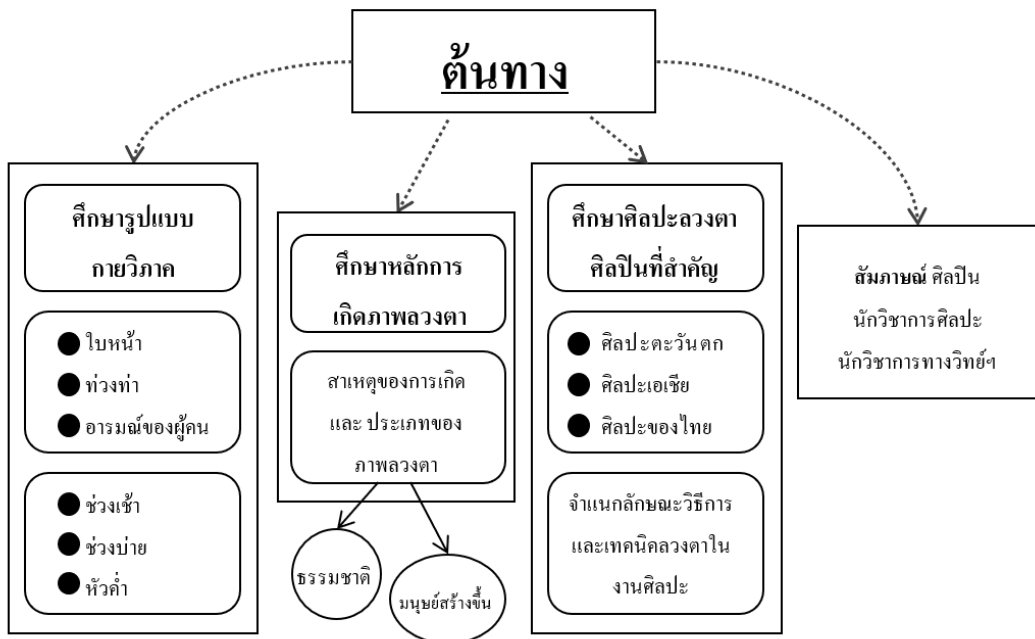 ต้นทาง
ศึกษารูปแบบ
กายวิภาค
ใบหน้า
ท่วงท่า
อารมณ์ของผู้คน
ช่วงเช้า
ช่วงบ่าย
หัวค่ำ
ศึกษาหลักการ
เกิดภาพลวงตา
สาเหตุของการเกิด
และ ประเภทของ
ภาพลวงตา
ธรรมชาติ
มนุษย์สร้างขึ้น
ศึกษาศิลปะลวงตา
ศิลปินที่สำคัญ
ศิลปะตะวันตก
ศิลปะเอเชีย
ศิลปะของไทย
จำแนกลักษณะวิธีการ
และเทคนิคลวงตาใน
งานศิลปะ
สัมภาษณ์ ศิลปิน
นักวิชาการศิลปะ
นักวิชาการทางวิทย์ฯ